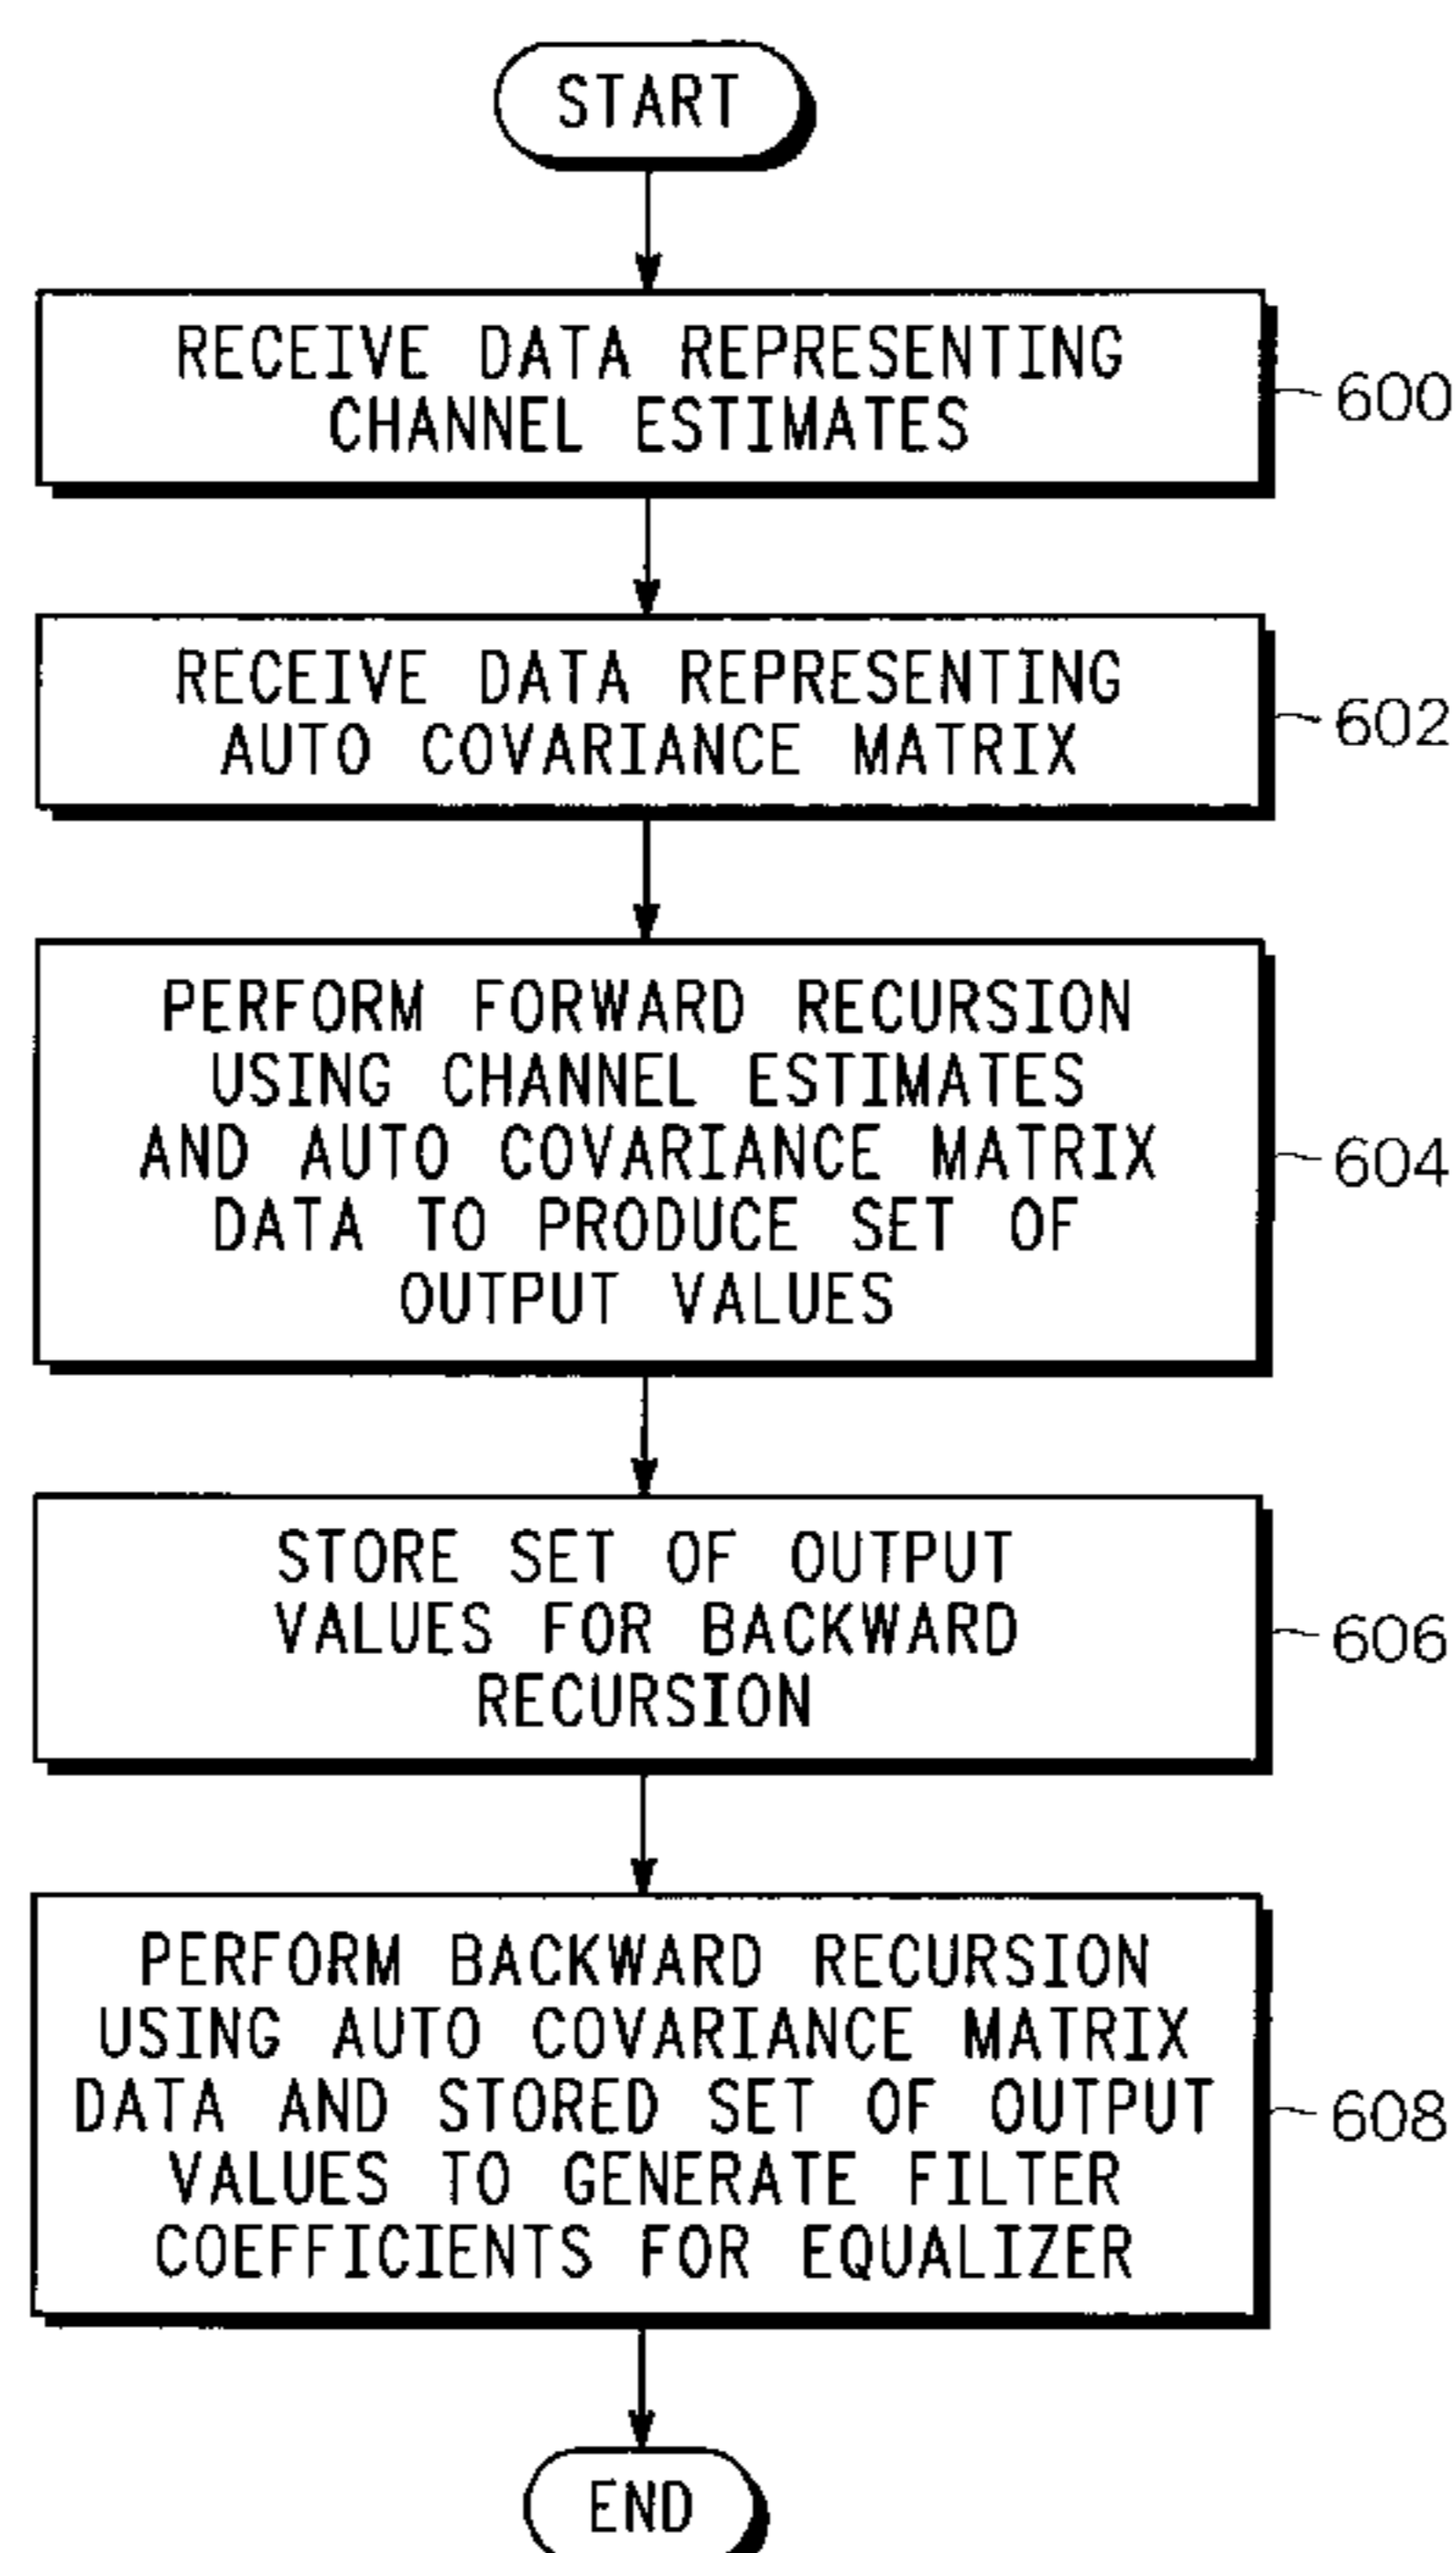 START
RECEIVE DATA REPRESENTING
CHANNEL ESTIMATES
600
RECEIVE DATA REPRESENTING
AUTO COVARIANCE MATRIX
602
PERFORM FORWARD RECURSION
USING CHANNEL ESTIMATES
AND AUTO COVARIANCE MATRIX
DATA TO PRODUCE SET OF
OUTPUT VALUES
604
STORE SET OF OUTPUT
VALUES FOR BACKWARD
RECURSION
606
PERFORM BACKWARD RECURSION
USING AUTO COVARIANCE MATRIX
DATA AND STORED SET OF OUTPUT
VALUES TO GENERATE FILTER
COEFFICIENTS FOR EQUALIZER
608
END